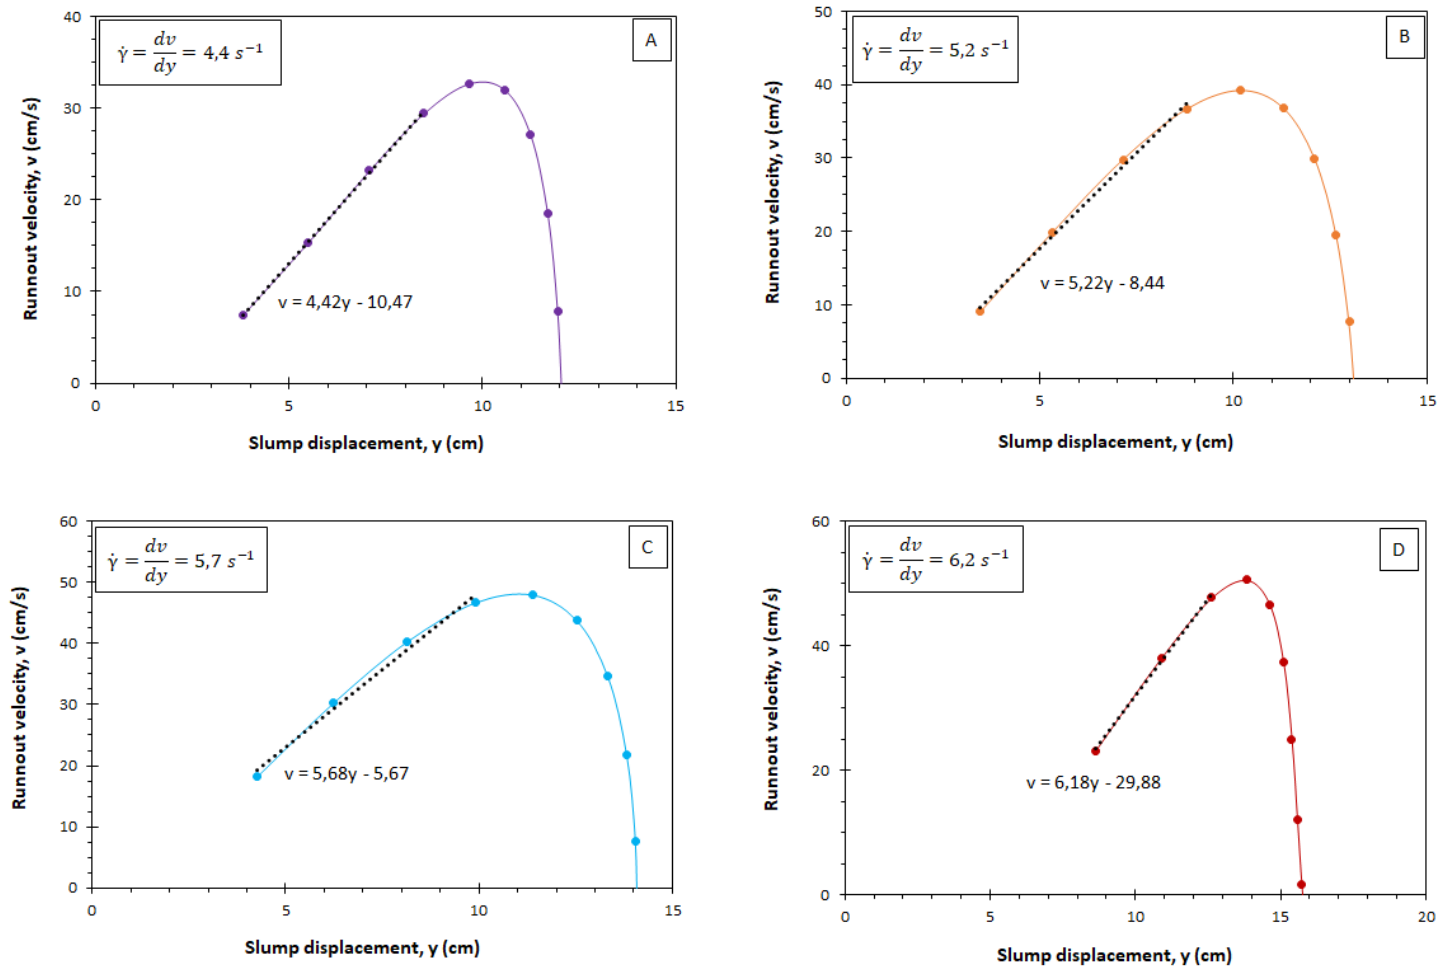 γ̇ = dv/dy = 4,4 s⁻¹
A
40
30
20
10
0
0 5 10 15
Runnout velocity, v (cm/s)
v = 4,42y - 10,47
Slump displacement, y (cm)
γ̇ = dv/dy = 5,2 s⁻¹
B
50
40
30
20
10
0
0 5 10 15
Runnout velocity, v (cm/s)
v = 5,22y - 8,44
Slump displacement, y (cm)
γ̇ = dv/dy = 5,7 s⁻¹
C
60
50
40
30
20
10
0
0 5 10 15
Runnout velocity, v (cm/s)
v = 5,68y - 5,67
Slump displacement, y (cm)
γ̇ = dv/dy = 6,2 s⁻¹
D
60
40
20
0
0 5 10 15 20
Runnout velocity, v (cm/s)
v = 6,18y - 29,88
Slump displacement, y (cm)